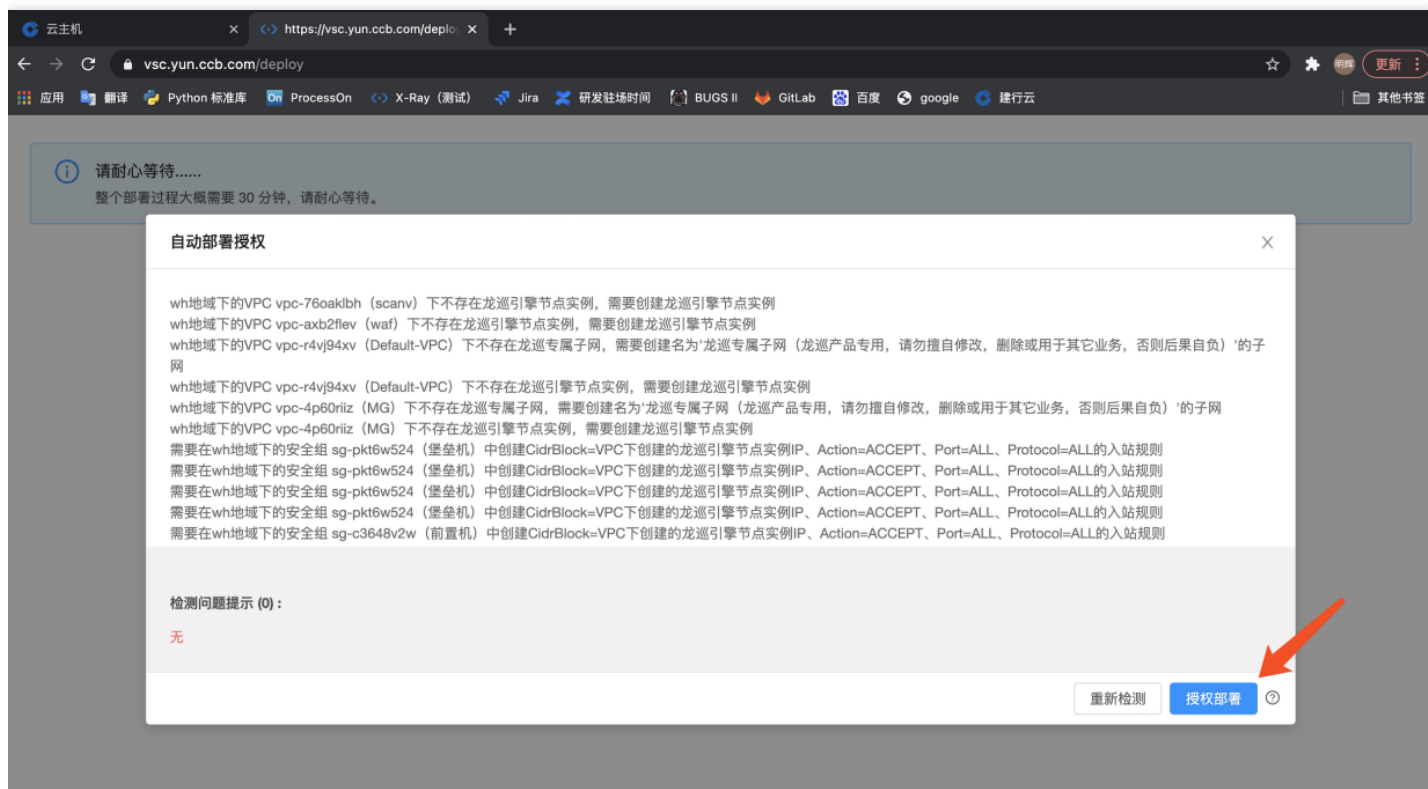 云主机
https://vsc.yun.ccb.com/deploy
vsc.yun.ccb.com/deploy
明辉
更新
应用 翻译 Python 标准库 On ProcessOn X-Ray（测试） Jira 研发驻场时间 BUGS II GitLab 百度 google 建行云 其他书签
请耐心等待......
整个部署过程大概需要 30 分钟，请耐心等待。
自动部署授权
wh地域下的VPC vpc-76oaklbh（scanv）下不存在龙巡引擎节点实例，需要创建龙巡引擎节点实例
wh地域下的VPC vpc-axb2flev（waf）下不存在龙巡引擎节点实例，需要创建龙巡引擎节点实例
wh地域下的VPC vpc-r4vj94xv（Default-VPC）下不存在龙巡专属子网，需要创建名为'龙巡专属子网（龙巡产品专用，请勿擅自修改，删除或用于其它业务，否则后果自负）'的子
网
wh地域下的VPC vpc-r4vj94xv（Default-VPC）下不存在龙巡引擎节点实例，需要创建龙巡引擎节点实例
wh地域下的VPC vpc-4p60riiz（MG）下不存在龙巡专属子网，需要创建名为'龙巡专属子网（龙巡产品专用，请勿擅自修改，删除或用于其它业务，否则后果自负）'的子网
wh地域下的VPC vpc-4p60riiz（MG）下不存在龙巡引擎节点实例，需要创建龙巡引擎节点实例
需要在wh地域下的安全组 sg-pkt6w524（堡垒机）中创建CidrBlock=VPC下创建的龙巡引擎节点实例IP、Action=ACCEPT、Port=ALL、Protocol=ALL的入站规则
需要在wh地域下的安全组 sg-pkt6w524（堡垒机）中创建CidrBlock=VPC下创建的龙巡引擎节点实例IP、Action=ACCEPT、Port=ALL、Protocol=ALL的入站规则
需要在wh地域下的安全组 sg-pkt6w524（堡垒机）中创建CidrBlock=VPC下创建的龙巡引擎节点实例IP、Action=ACCEPT、Port=ALL、Protocol=ALL的入站规则
需要在wh地域下的安全组 sg-pkt6w524（堡垒机）中创建CidrBlock=VPC下创建的龙巡引擎节点实例IP、Action=ACCEPT、Port=ALL、Protocol=ALL的入站规则
需要在wh地域下的安全组 sg-c3648v2w（前置机）中创建CidrBlock=VPC下创建的龙巡引擎节点实例IP、Action=ACCEPT、Port=ALL、Protocol=ALL的入站规则
检测问题提示 (0)：
无
重新检测 授权部署